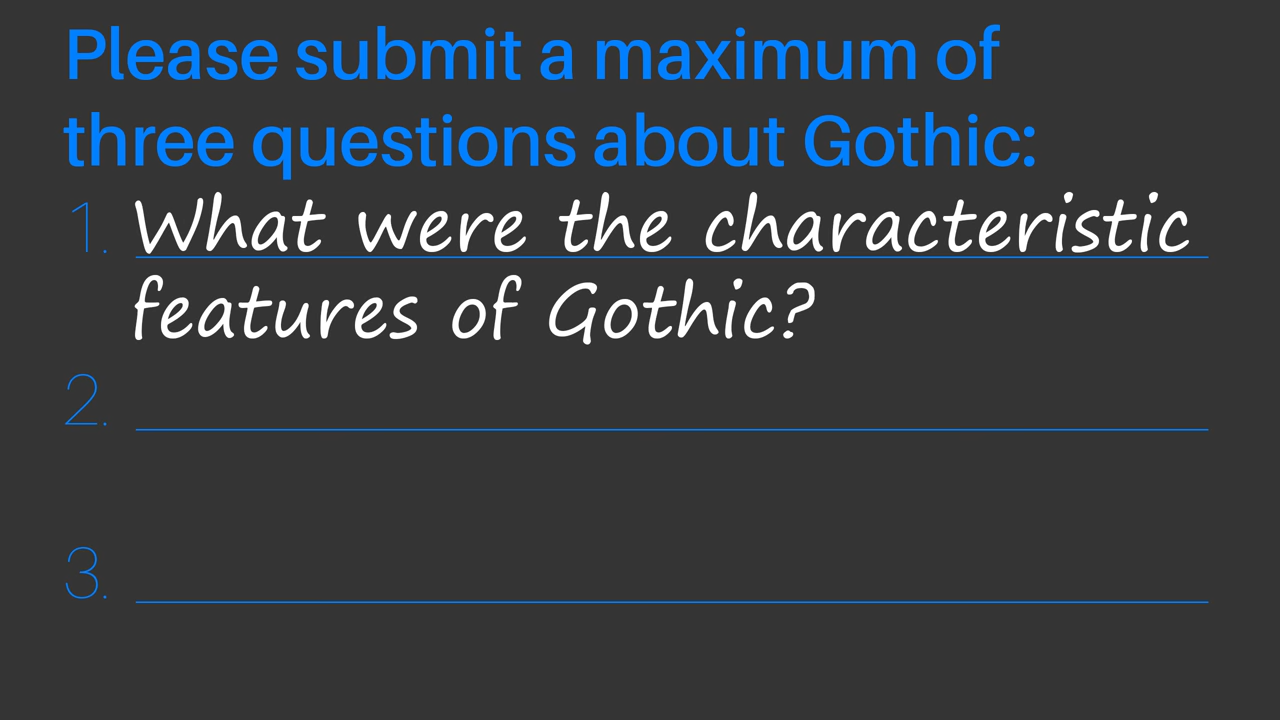 Please submit a maximum of
three questions about Gothic:
1. What were the characteristic
features of Gothic?
2.
3.